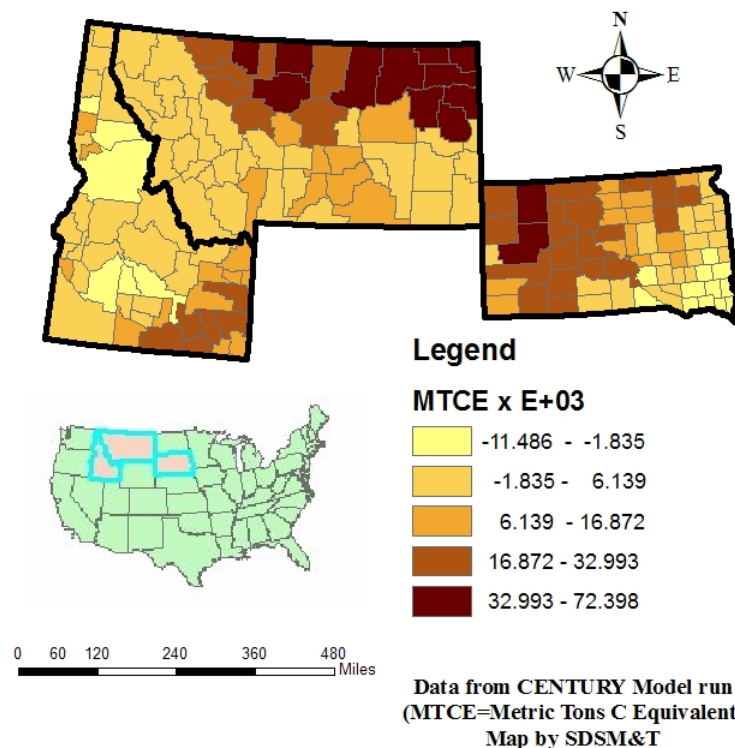 N
W E
S
Legend
MTCE x E+03
-11.486 - -1.835
-1.835 - 6.139
6.139 - 16.872
16.872 - 32.993
32.993 - 72.398
0 60 120 240 360 480
Miles
Data from CENTURY Model run
(MTCE=Metric Tons C Equivalent
Map by SDSM&T